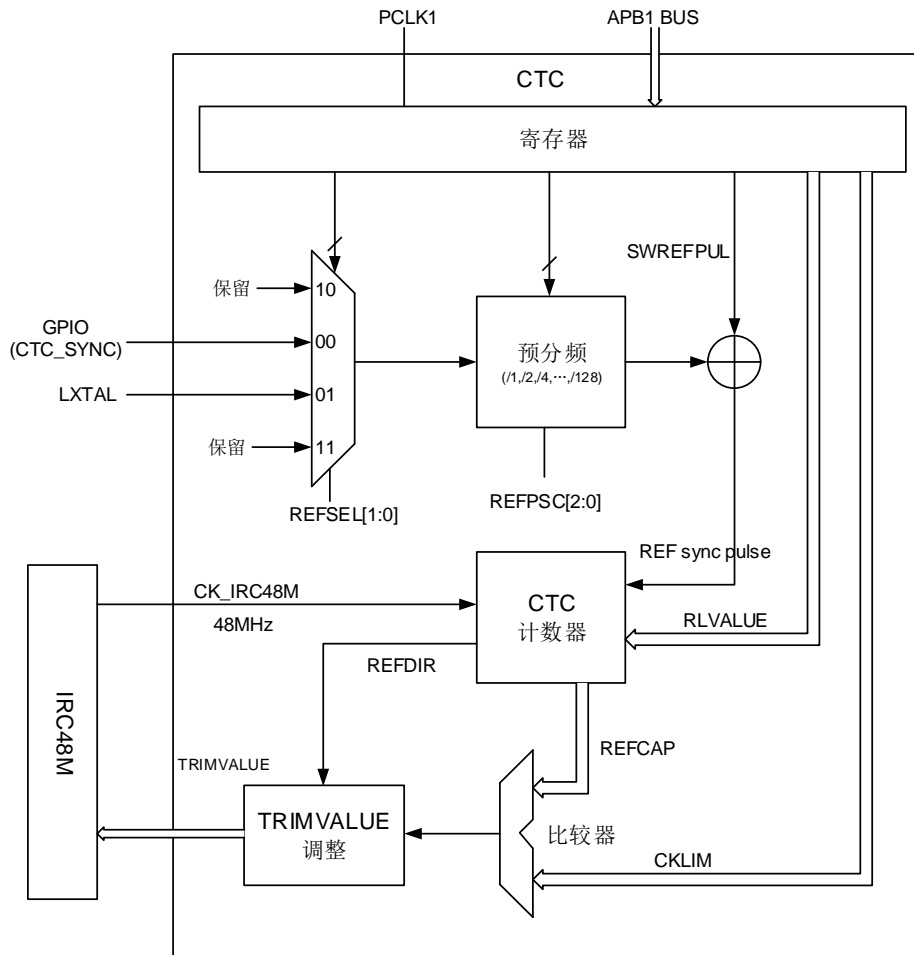 PCLK1
APB1 BUS
CTC
寄存器
SWREFPUL
保留
10
GPIO
(CTC_SYNC)
00
预分频
(/1,/2,/4,…,/128)
LXTAL
01
保留
11
REFSEL[1:0]
REFPSC[2:0]
REF sync pulse
CK_IRC48M
48MHz
CTC
计数器
RLVALUE
REFDIR
IRC48M
REFCAP
TRIMVALUE
TRIMVALUE
调整
比较器
CKLIM